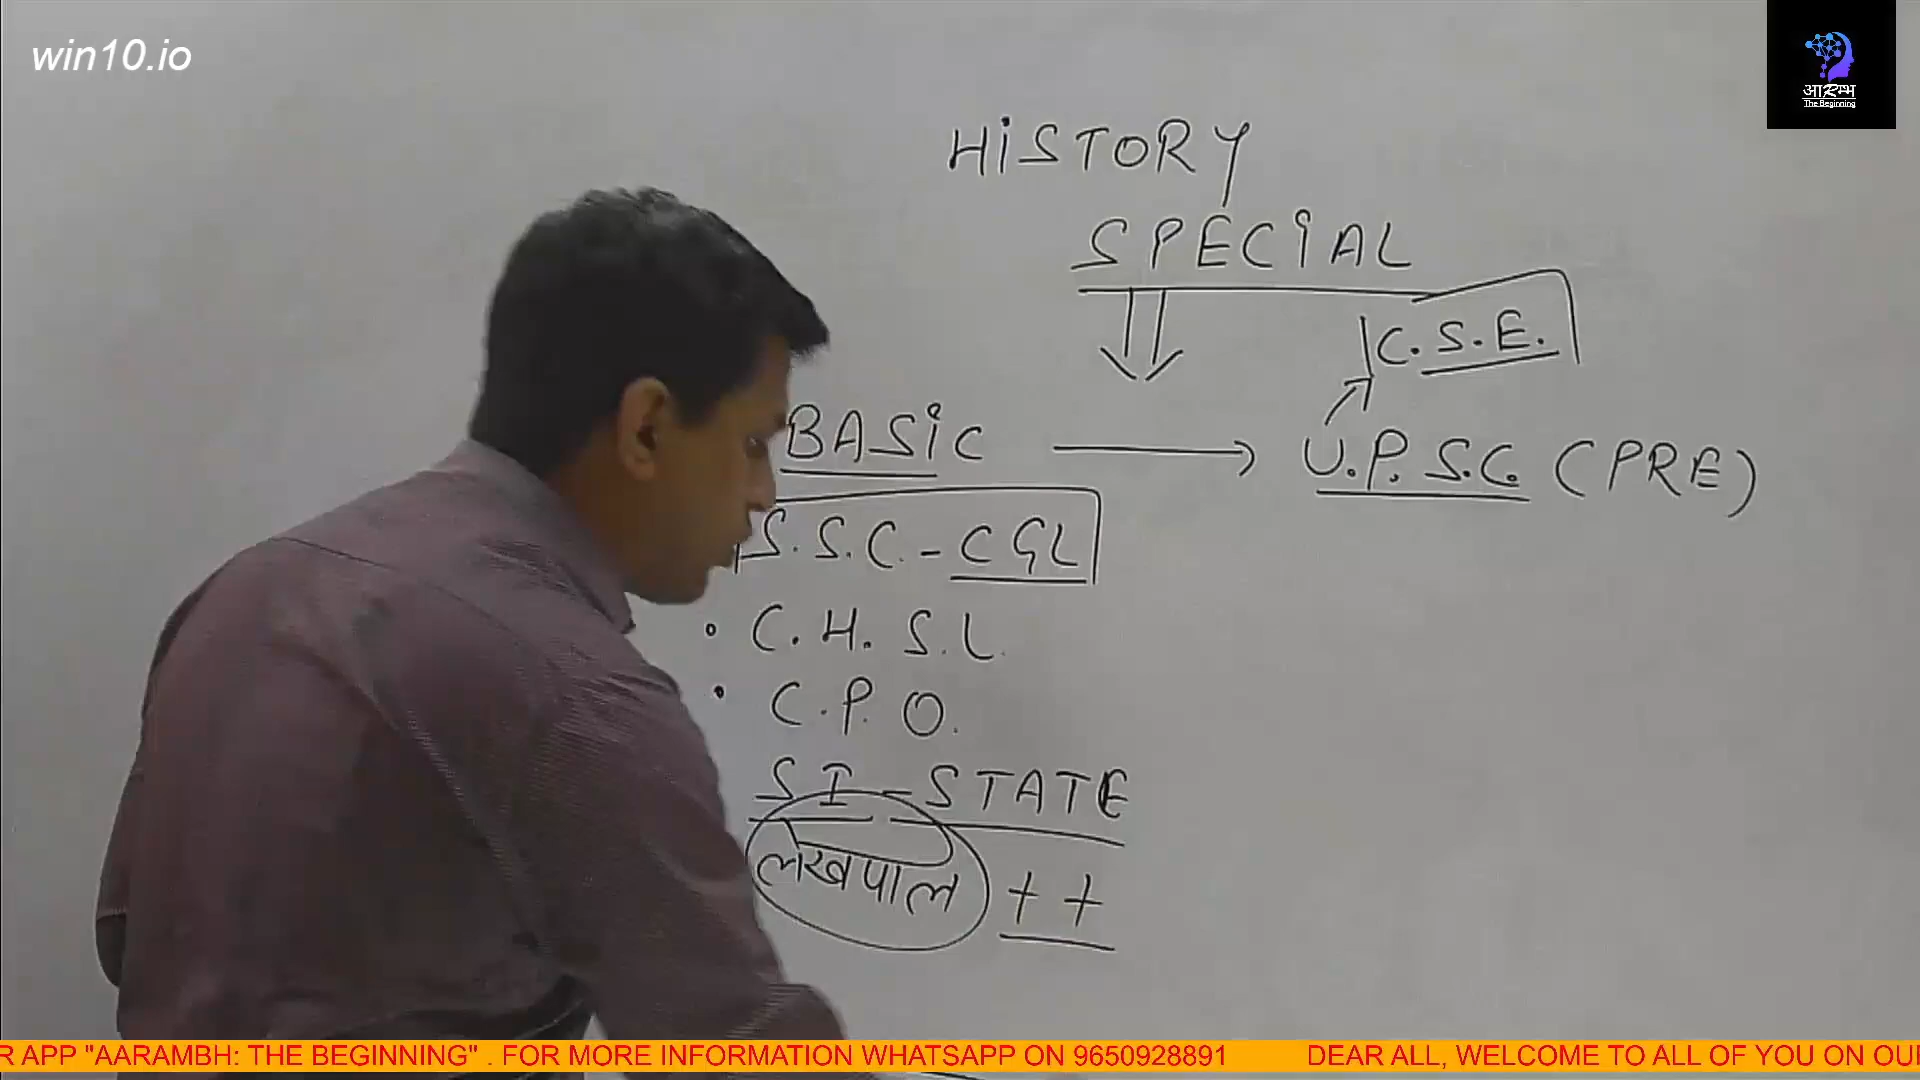 win10.io
आरम्भ
The Beginning
HiSTORY
SPECiAL
C.S.E.
BASiC
U.P.S.C. (PRE)
S.S.C.-CGL
C.H.S.L.
C.P.O.
SI-STATE
लेखपाल ++
R APP "AARAMBH: THE BEGINNING" . FOR MORE INFORMATION WHATSAPP ON 9650928891 DEAR ALL, WELCOME TO ALL OF YOU ON OU